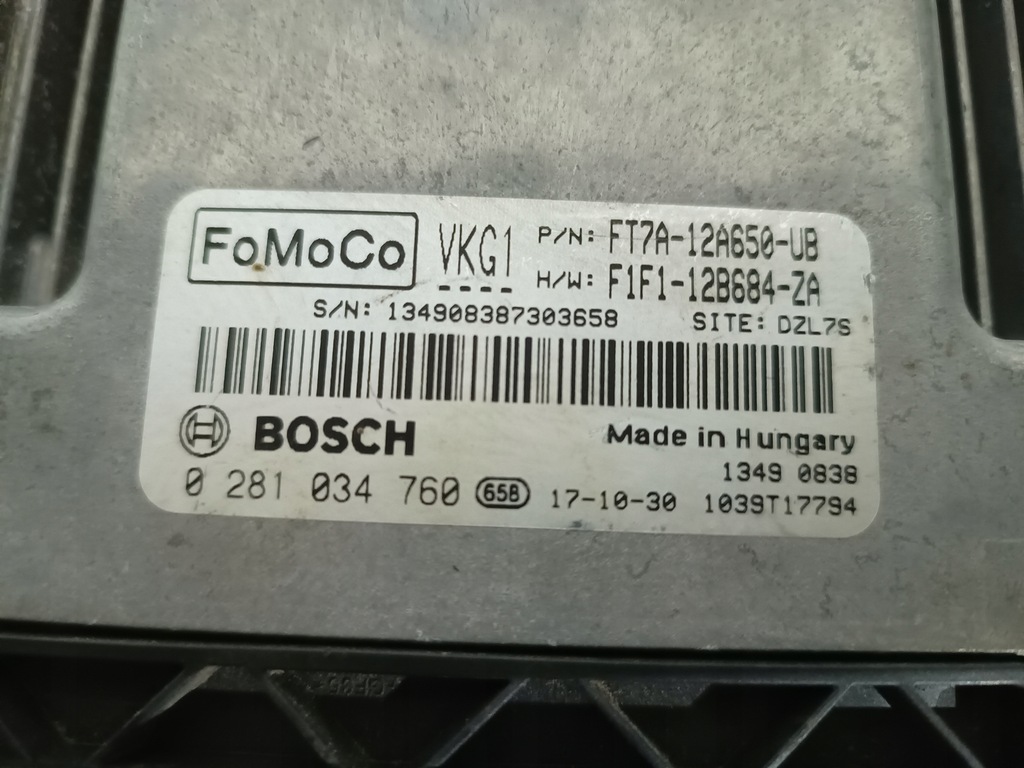 FoMoCo VKG1 P/N: FT7A-12A650-UB
H/W: F1F1-12B684-ZA
S/N: 134908387303658 SITE: DZL7S
BOSCH Made in Hungary
1349 0838
0 281 034 760 65B 17-10-30 1039T17794